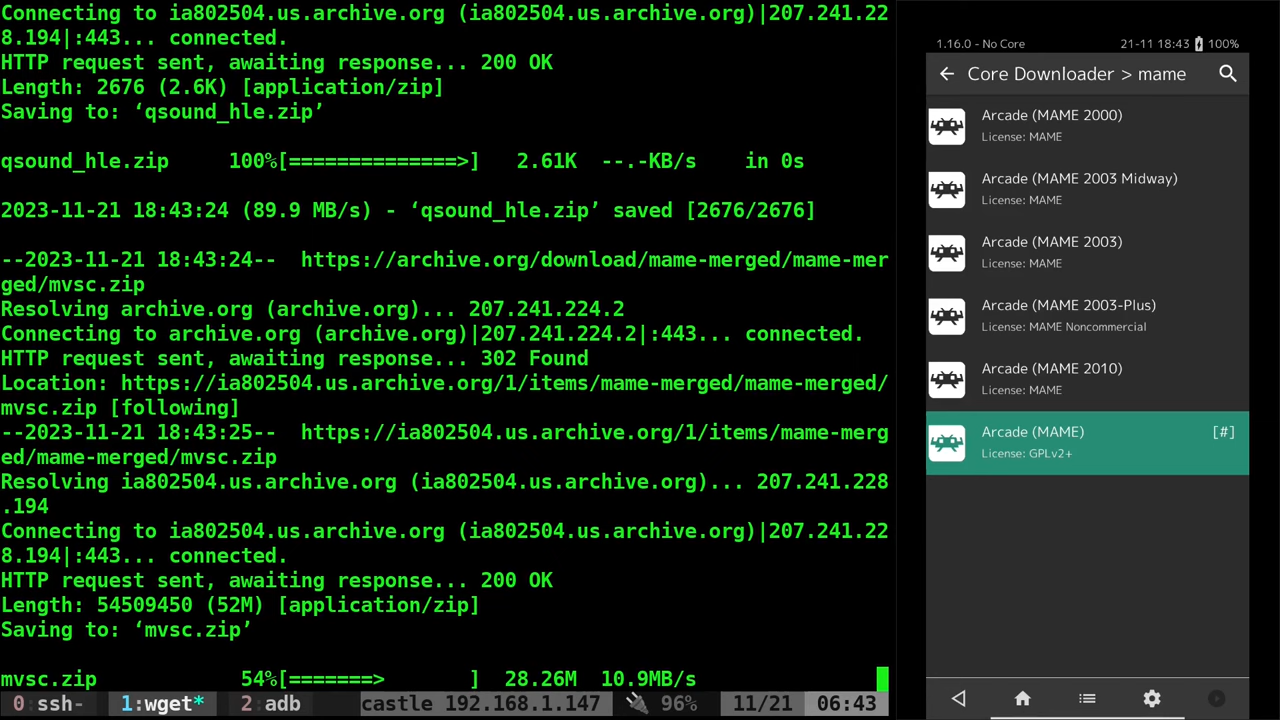 Connecting to ia802504.us.archive.org (ia802504.us.archive.org)|207.241.22
8.194|:443... connected.
HTTP request sent, awaiting response... 200 OK
Length: 2676 (2.6K) [application/zip]
Saving to: ‘qsound_hle.zip’
qsound_hle.zip     100%[==============>]   2.61K  --.-KB/s    in 0s
2023-11-21 18:43:24 (89.9 MB/s) - ‘qsound_hle.zip’ saved [2676/2676]
--2023-11-21 18:43:24--  https://archive.org/download/mame-merged/mame-mer
ged/mvsc.zip
Resolving archive.org (archive.org)... 207.241.224.2
Connecting to archive.org (archive.org)|207.241.224.2|:443... connected.
HTTP request sent, awaiting response... 302 Found
Location: https://ia802504.us.archive.org/1/items/mame-merged/mame-merged/
mvsc.zip [following]
--2023-11-21 18:43:25--  https://ia802504.us.archive.org/1/items/mame-merg
ed/mame-merged/mvsc.zip
Resolving ia802504.us.archive.org (ia802504.us.archive.org)... 207.241.228
.194
Connecting to ia802504.us.archive.org (ia802504.us.archive.org)|207.241.22
8.194|:443... connected.
HTTP request sent, awaiting response... 200 OK
Length: 54509450 (52M) [application/zip]
Saving to: ‘mvsc.zip’
mvsc.zip            54%[=======>       ]  28.26M  10.9MB/s
0:ssh-  1:wget*  2:adb  castle 192.168.1.147  96%  11/21  06:43
1.16.0 - No Core  21-11 18:43  100%
Core Downloader > mame
Arcade (MAME 2000)
License: MAME
Arcade (MAME 2003 Midway)
License: MAME
Arcade (MAME 2003)
License: MAME
Arcade (MAME 2003-Plus)
License: MAME Noncommercial
Arcade (MAME 2010)
License: MAME
Arcade (MAME)  [#]
License: GPLv2+